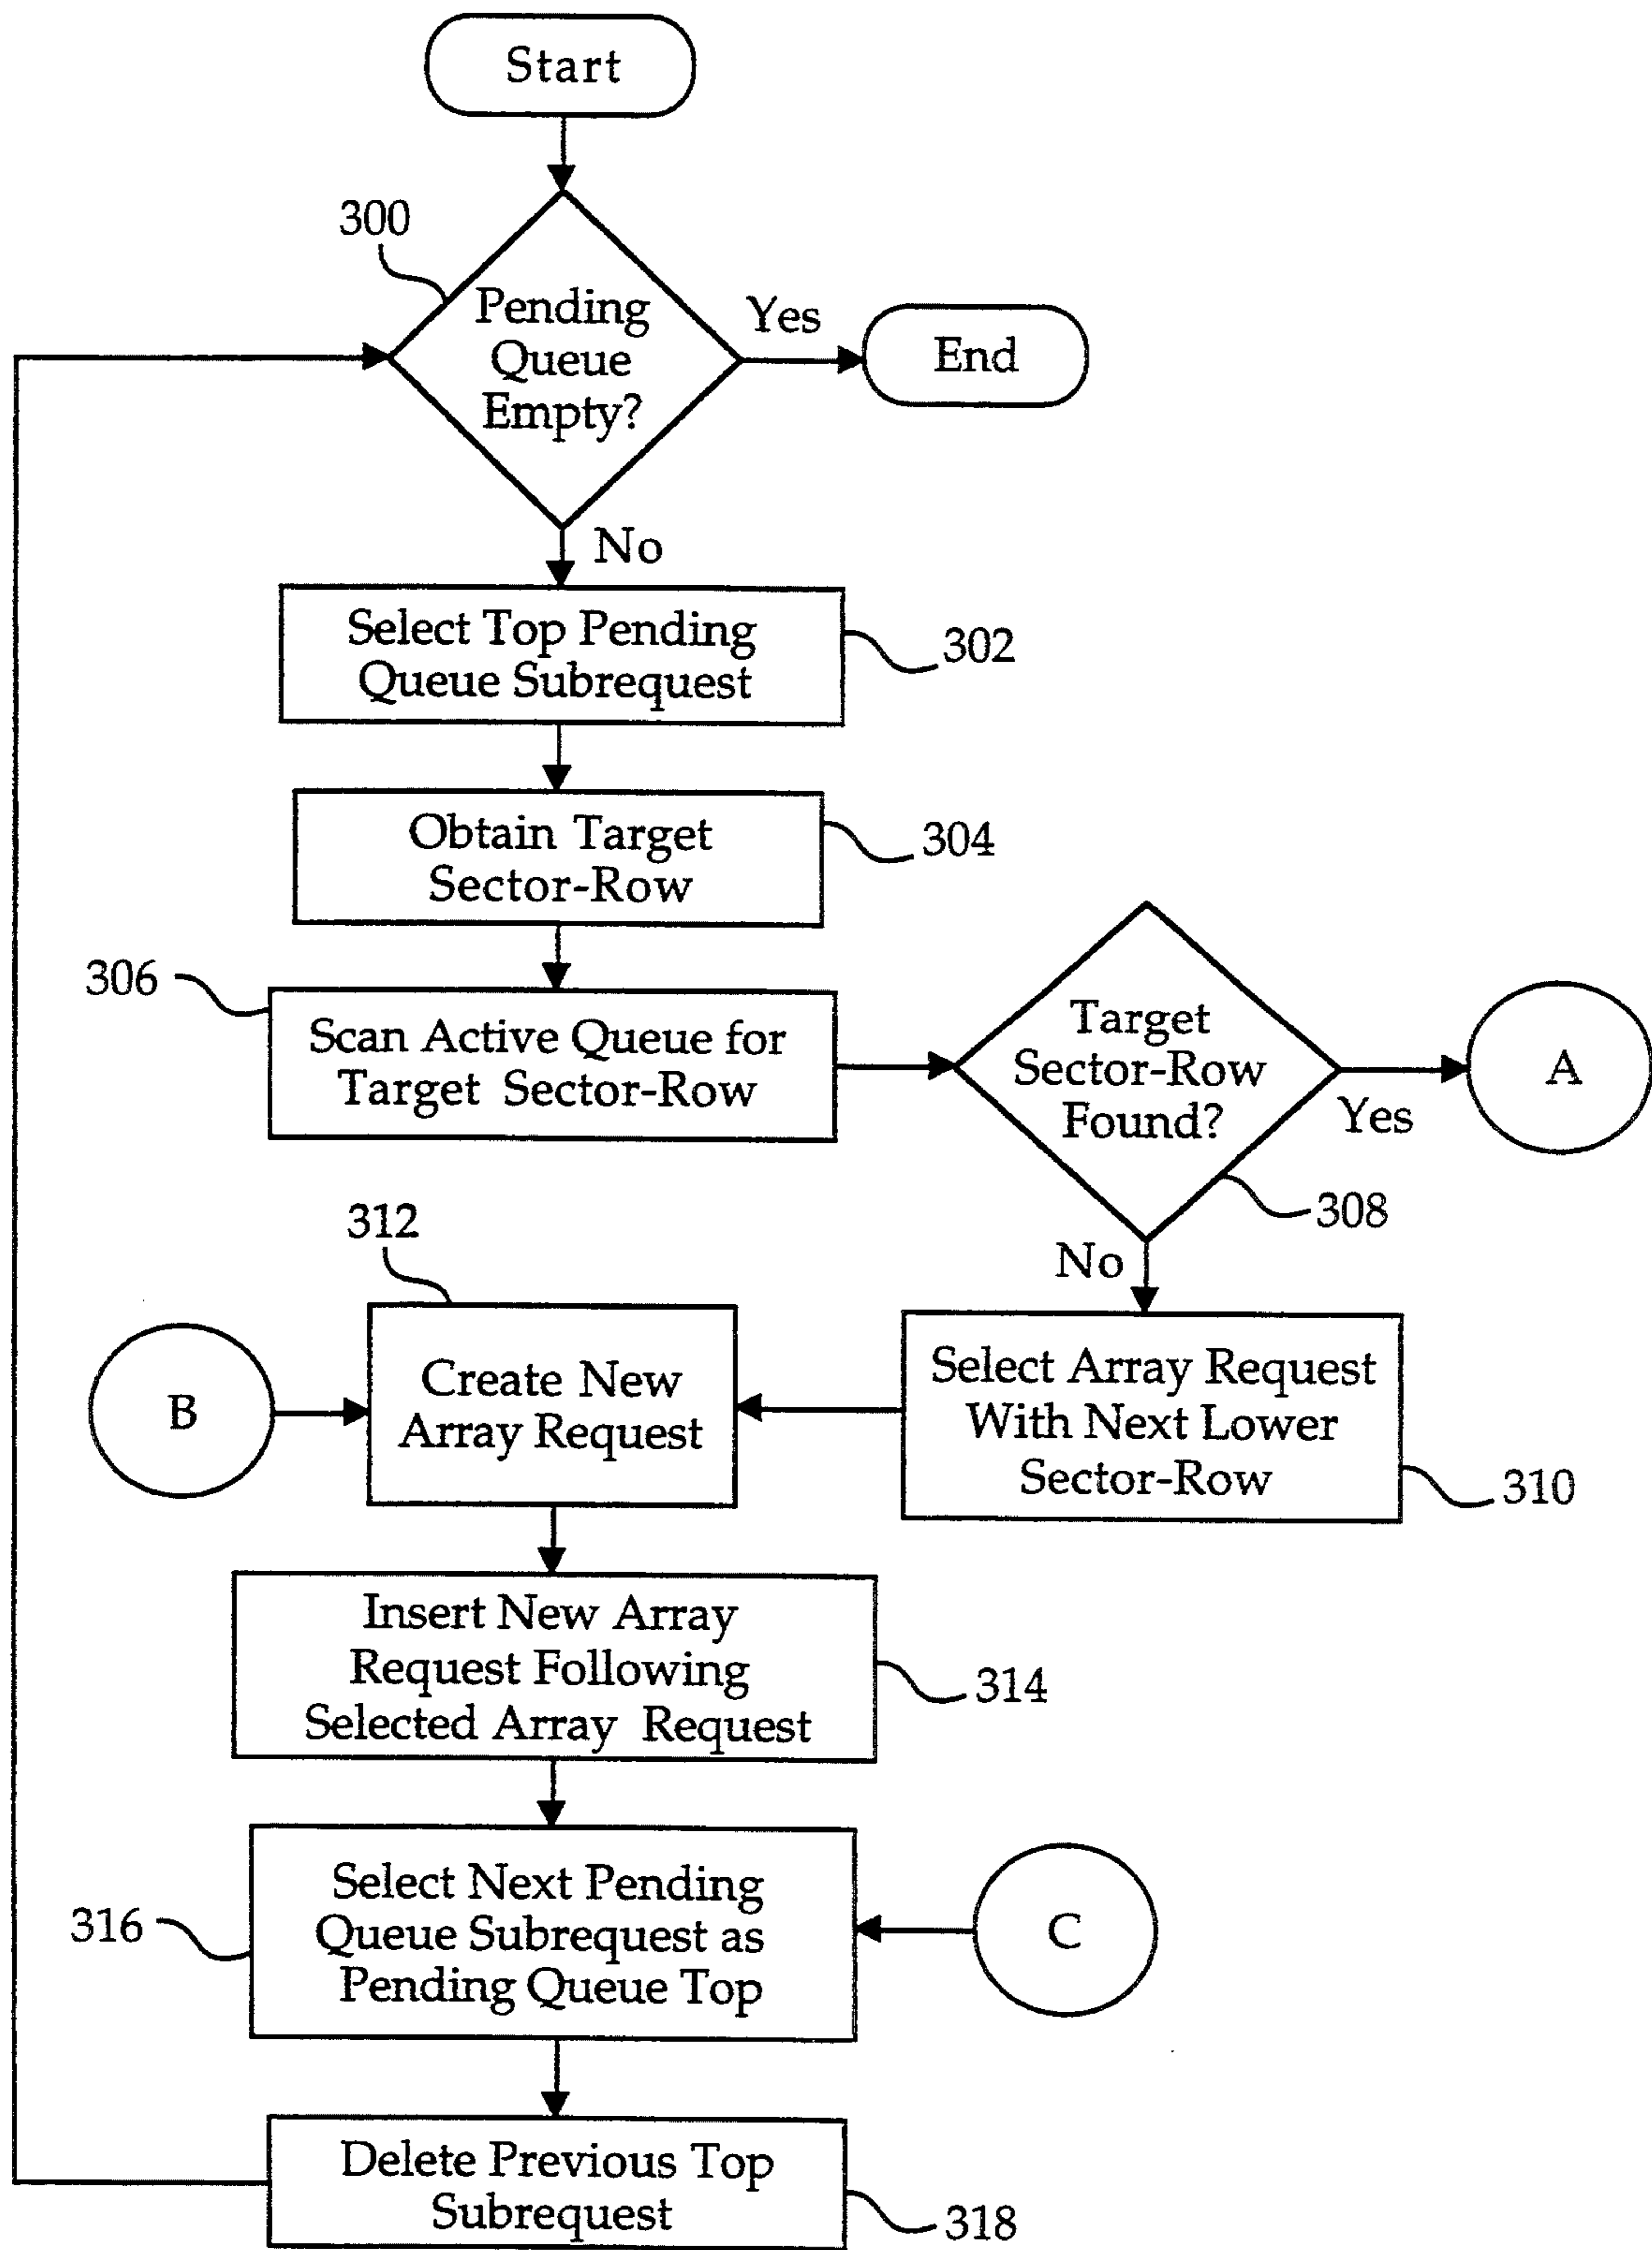 Start
300
Pending
Queue
Empty?
Yes
End
No
Select Top Pending
Queue Subrequest
302
Obtain Target
Sector-Row
304
306
Scan Active Queue for
Target Sector-Row
Target
Sector-Row
Found?
Yes
A
308
No
312
B
Create New
Array Request
Select Array Request
With Next Lower
Sector-Row
310
Insert New Array
Request Following
Selected Array Request
314
316
Select Next Pending
Queue Subrequest as
Pending Queue Top
C
Delete Previous Top
Subrequest
318